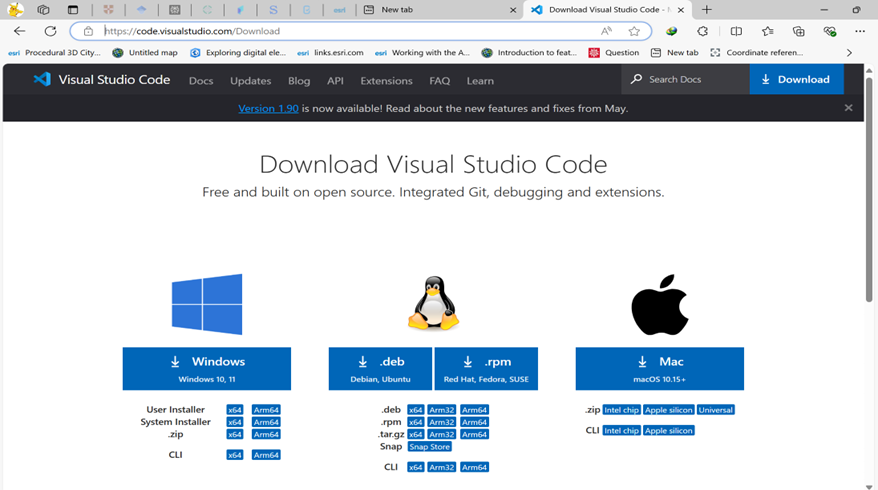 esri
New tab
Download Visual Studio Code -
https://code.visualstudio.com/Download
esri Procedural 3D City...
Untitled map
Exploring digital ele...
esri links.esri.com
esri Working with the A...
Introduction to feat...
Question
New tab
Coordinate referen...
Visual Studio Code
Docs
Updates
Blog
API
Extensions
FAQ
Learn
Search Docs
Download
Version 1.90 is now available! Read about the new features and fixes from May.
Download Visual Studio Code
Free and built on open source. Integrated Git, debugging and extensions.
Windows
Windows 10, 11
User Installer x64 Arm64
System Installer x64 Arm64
.zip x64 Arm64
CLI x64 Arm64
.deb
Debian, Ubuntu
.rpm
Red Hat, Fedora, SUSE
.deb x64 Arm32 Arm64
.rpm x64 Arm32 Arm64
.tar.gz x64 Arm32 Arm64
Snap Snap Store
CLI x64 Arm32 Arm64
Mac
macOS 10.15+
.zip Intel chip Apple silicon Universal
CLI Intel chip Apple silicon